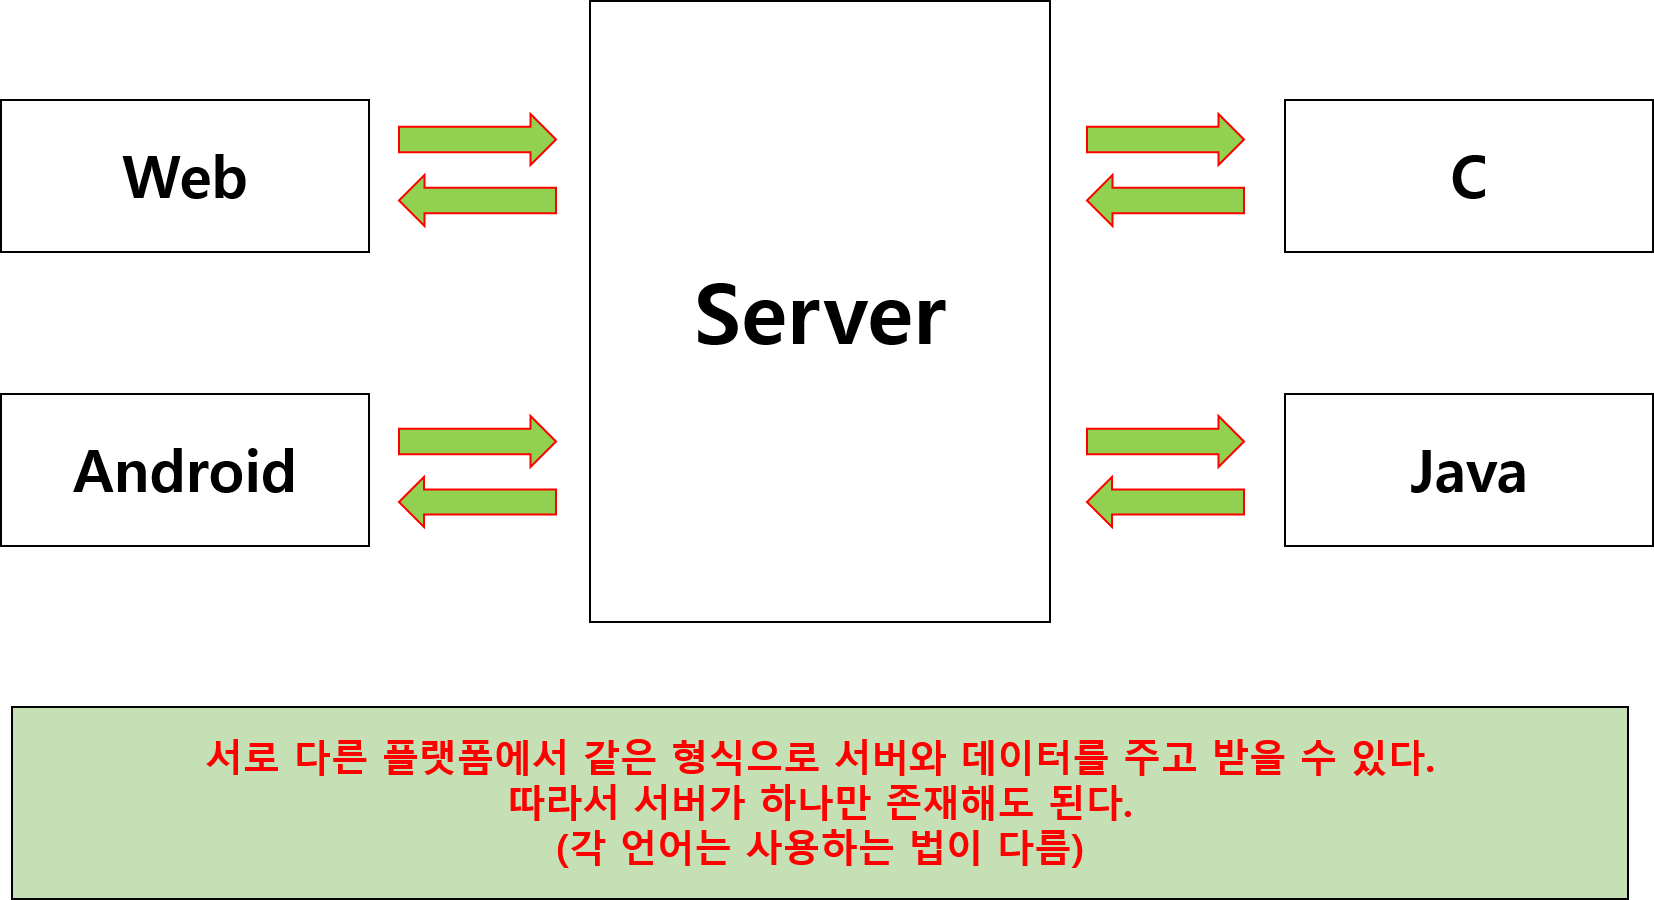 Web
C
Server
Android
Java
서로 다른 플랫폼에서 같은 형식으로 서버와 데이터를 주고 받을 수 있다.
따라서 서버가 하나만 존재해도 된다.
(각 언어는 사용하는 법이 다름)